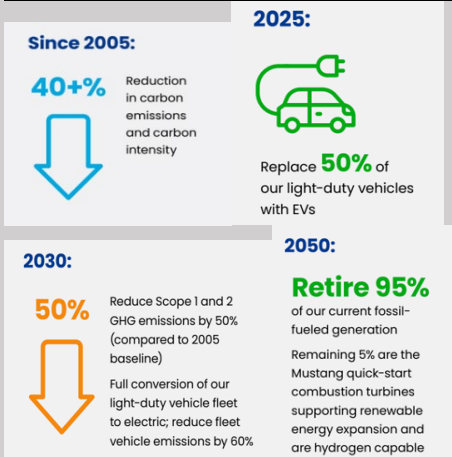 Since 2005:
40+%
Reduction
in carbon
emissions
and carbon
intensity
2025:
Replace 50% of
our light-duty vehicles
with EVs
2030:
50%
Reduce Scope 1 and 2
GHG emissions by 50%
(compared to 2005
baseline)
Full conversion of our
light-duty vehicle fleet
to electric; reduce fleet
vehicle emissions by 60%
2050:
Retire 95%
of our current fossil-
fueled generation
Remaining 5% are the
Mustang quick-start
combustion turbines
supporting renewable
energy expansion and
are hydrogen capable